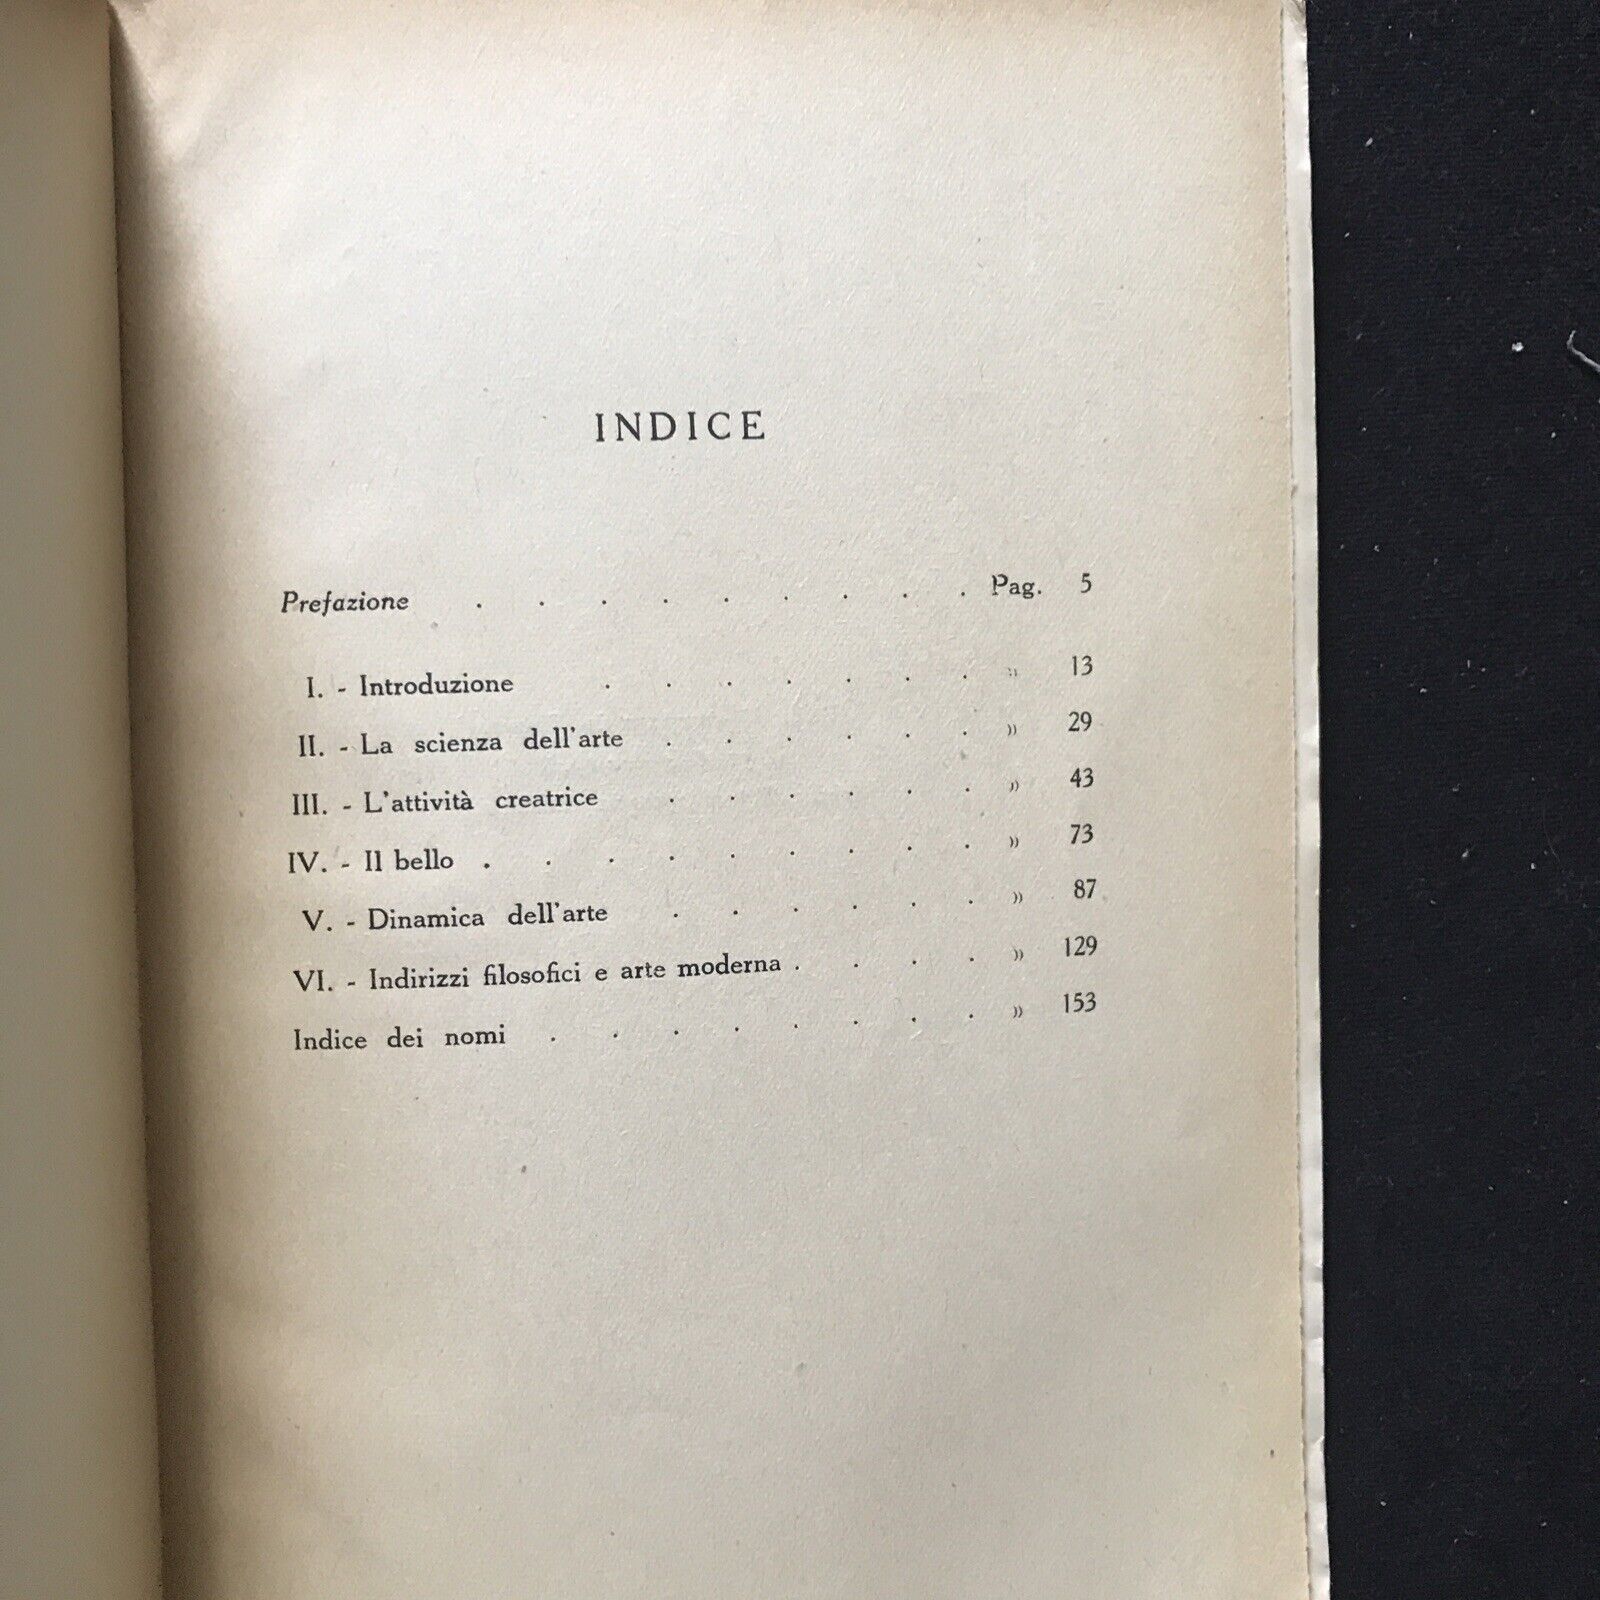 INDICE
Prefazione . . . . . . . . . Pag. 5
I. - Introduzione . . . . . . . » 13
II. - La scienza dell'arte . . . . . . » 29
III. - L'attività creatrice . . . . . . » 43
IV. - Il bello . . . . . . . . . » 73
V. - Dinamica dell'arte . . . . . . » 87
VI. - Indirizzi filosofici e arte moderna . . . . » 129
Indice dei nomi . . . . . . . . » 153